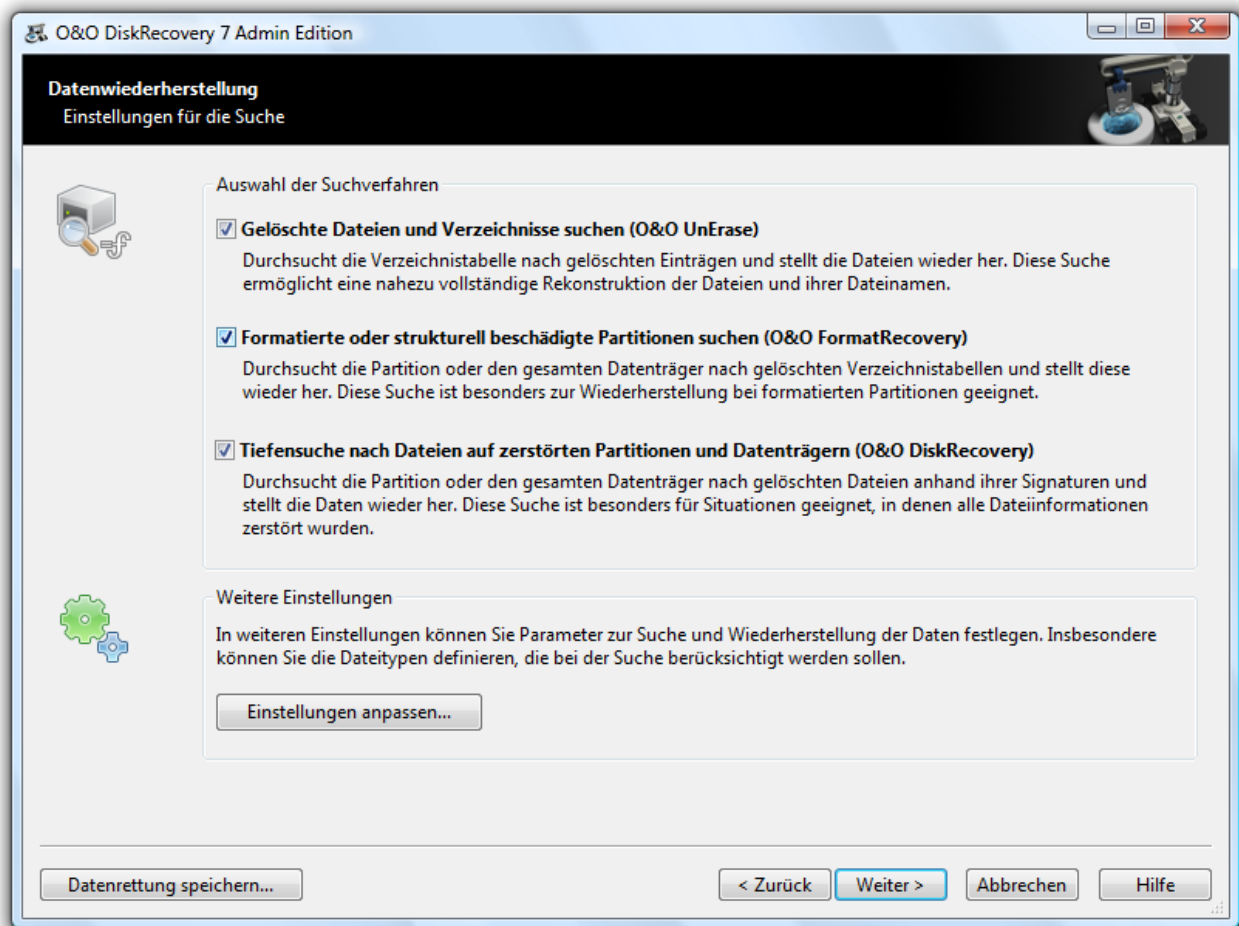 O&O DiskRecovery 7 Admin Edition
Datenwiederherstellung
Einstellungen für die Suche
Auswahl der Suchverfahren
Gelöschte Dateien und Verzeichnisse suchen (O&O UnErase)
Durchsucht die Verzeichnistabelle nach gelöschten Einträgen und stellt die Dateien wieder her. Diese Suche
ermöglicht eine nahezu vollständige Rekonstruktion der Dateien und ihrer Dateinamen.
Formatierte oder strukturell beschädigte Partitionen suchen (O&O FormatRecovery)
Durchsucht die Partition oder den gesamten Datenträger nach gelöschten Verzeichnistabellen und stellt diese
wieder her. Diese Suche ist besonders zur Wiederherstellung bei formatierten Partitionen geeignet.
Tiefensuche nach Dateien auf zerstörten Partitionen und Datenträgern (O&O DiskRecovery)
Durchsucht die Partition oder den gesamten Datenträger nach gelöschten Dateien anhand ihrer Signaturen und
stellt die Daten wieder her. Diese Suche ist besonders für Situationen geeignet, in denen alle Dateiinformationen
zerstört wurden.
Weitere Einstellungen
In weiteren Einstellungen können Sie Parameter zur Suche und Wiederherstellung der Daten festlegen. Insbesondere
können Sie die Dateitypen definieren, die bei der Suche berücksichtigt werden sollen.
Einstellungen anpassen...
Datenrettung speichern...
< Zurück
Weiter >
Abbrechen
Hilfe